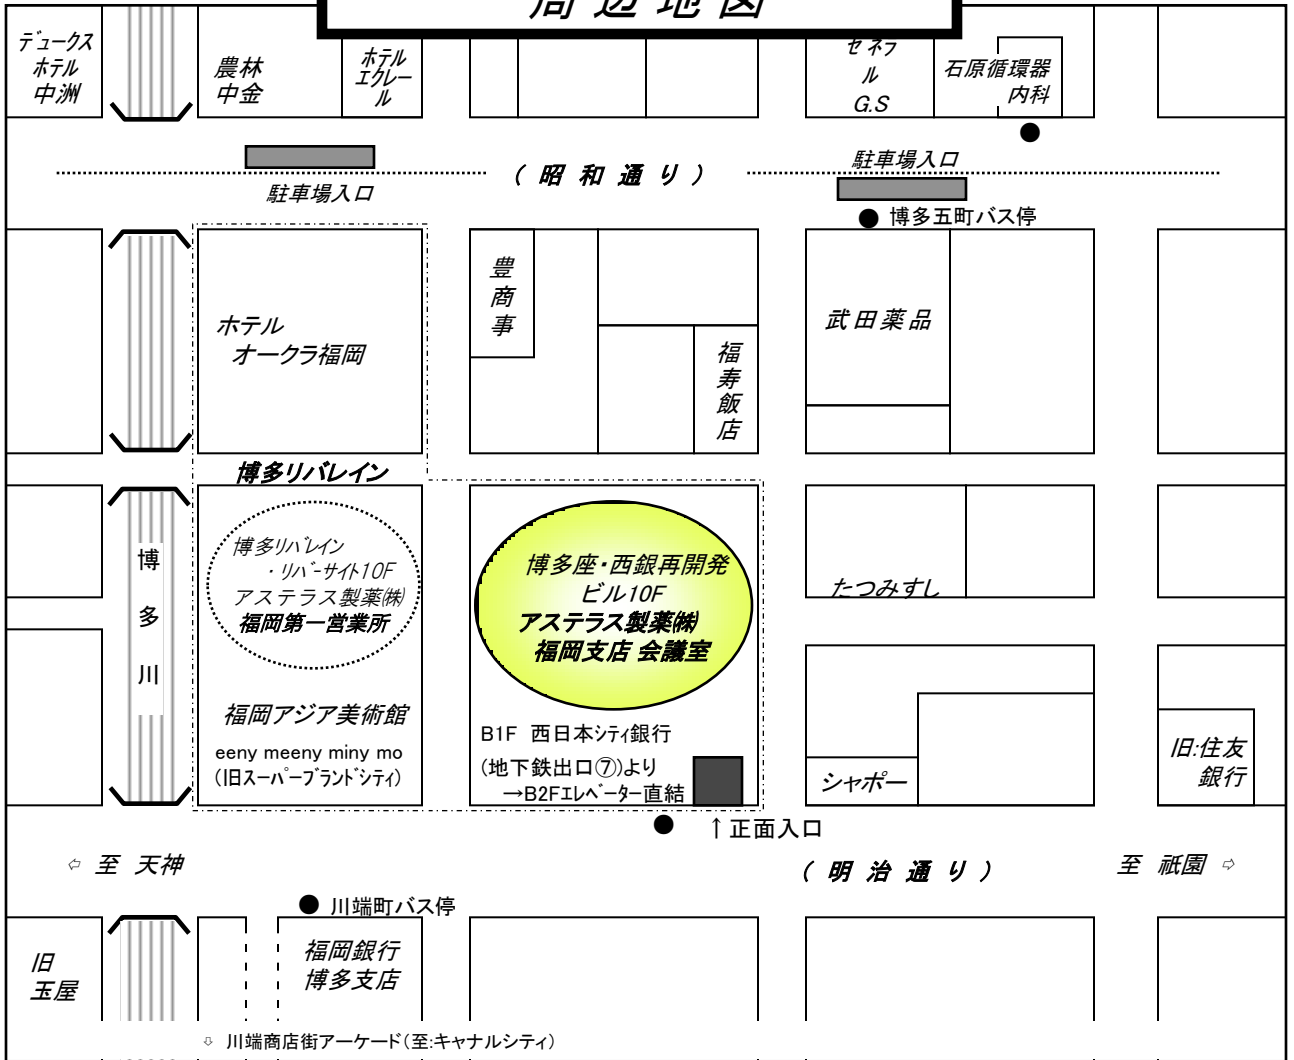 周辺地図
デュークス
ホテル
中洲
農林
中金
ホテル
エクレー
ル
ル
G.S
石原循環器
内科
駐車場入口
(昭和通り)
駐車場入口
博多五町バス停
ホテル
オークラ福岡
豊
商
事
福
寿
飯
店
武田薬品
博多リバレイン
博多リバレイン
・リバーサイト10F
アステラス製薬㈱
福岡第一営業所
福岡アジア美術館
eeny meeny miny mo
(旧スーパーブランドシティ)
博
多
川
博多座・西銀再開発
ビル10F
アステラス製薬㈱
福岡支店 会議室
B1F 西日本シティ銀行
(地下鉄出口⑦)より
→B2Fエレベーター直結
↑正面入口
たつみすし
シャポー
旧:住友
銀行
⇦ 至 天神
(明治通り)
至 祇園 ⇨
川端町バス停
旧
玉屋
福岡銀行
博多支店
⇩ 川端商店街アーケード(至:キャナルシティ)